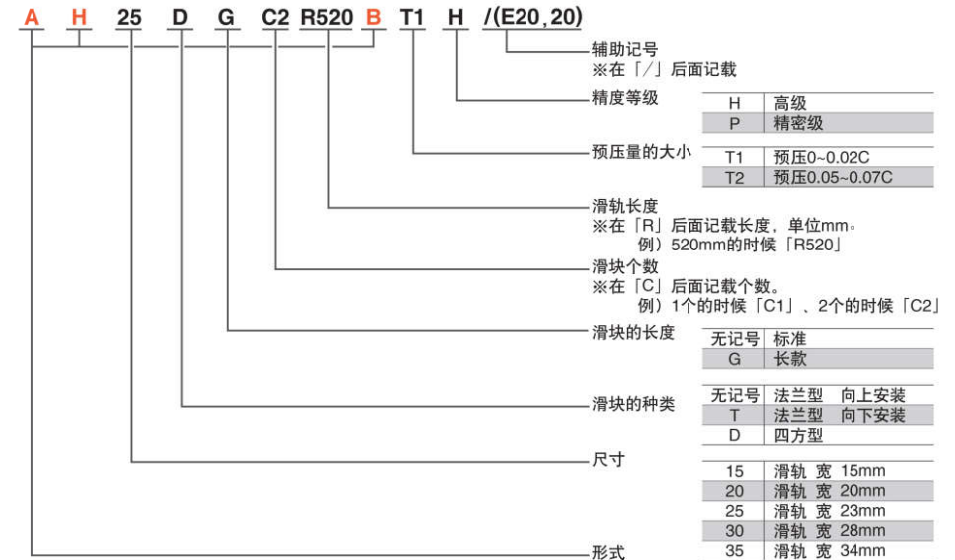 A H 25 D G C2 R520 B T1 H /(E20,20)
辅助记号
※在「/」后面记载
精度等级
H 高级
P 精密级
预压量的大小
T1 预压0~0.02C
T2 预压0.05~0.07C
滑轨长度
※在「R」后面记载长度，单位mm。
例）520mm的时候「R520」
滑块个数
※在「C」后面记载个数。
例）1个的时候「C1」、2个的时候「C2」
滑块的长度
无记号 标准
G 长款
滑块的种类
无记号 法兰型 向上安装
T 法兰型 向下安装
D 四方型
尺寸
15 滑轨 宽 15mm
20 滑轨 宽 20mm
25 滑轨 宽 23mm
30 滑轨 宽 28mm
35 滑轨 宽 34mm
形式